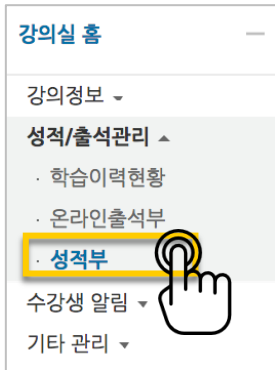 강의실 홈
강의정보
성적/출석관리
· 학습이력현황
· 온라인출석부
· 성적부
수강생 알림
기타 관리